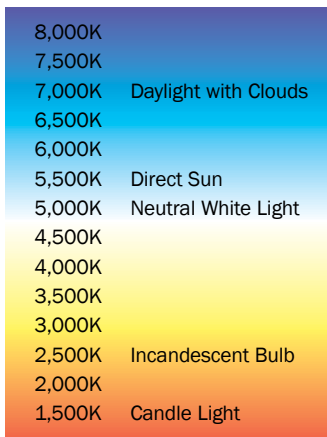 8,000K
7,500K
7,000K Daylight with Clouds
6,500K
6,000K
5,500K Direct Sun
5,000K Neutral White Light
4,500K
4,000K
3,500K
3,000K
2,500K Incandescent Bulb
2,000K
1,500K Candle Light